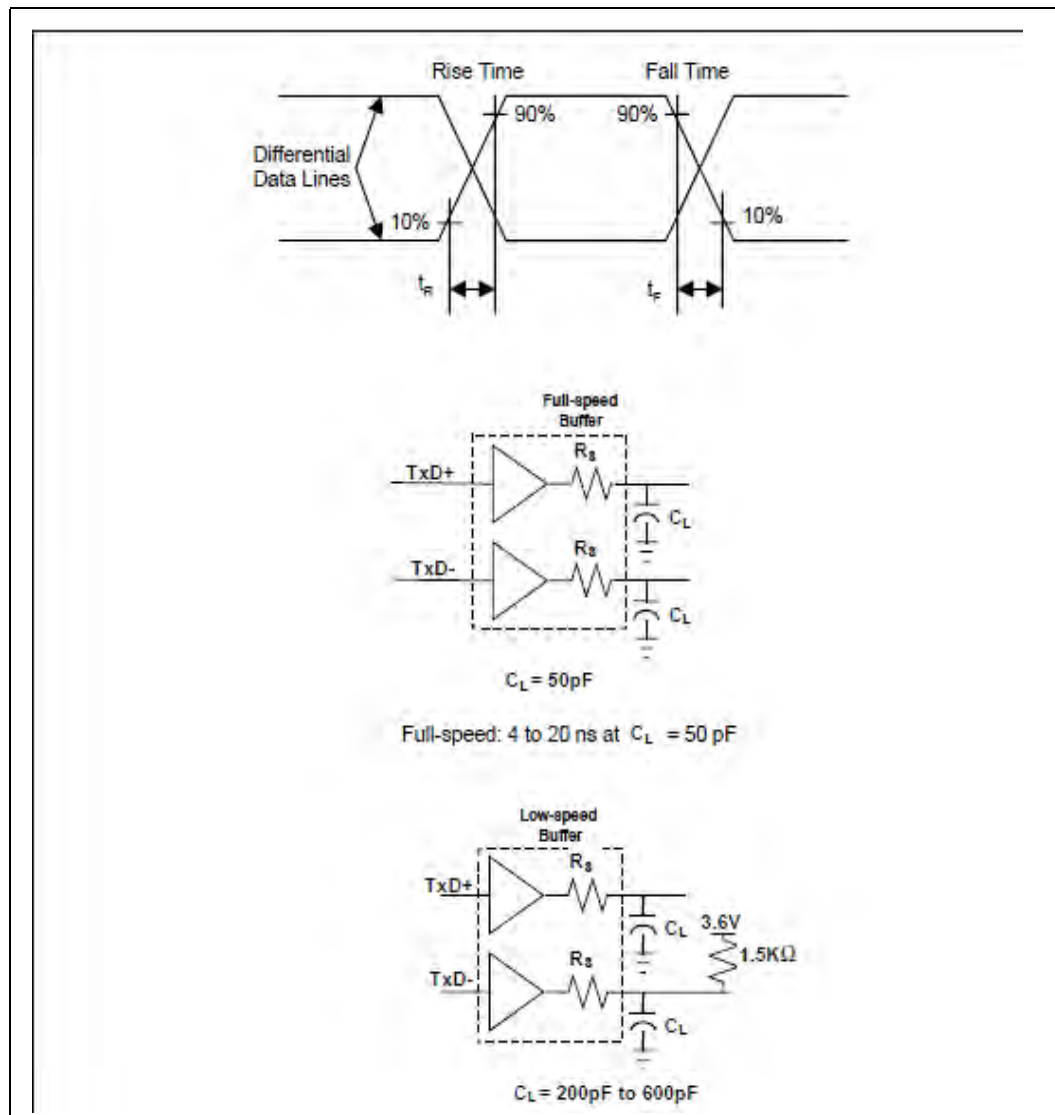 Rise Time
Fall Time
90%
90%
Differential
Data Lines
10%
10%
tR
tF
Full-speed
Buffer
TxD+
RS
CL
TxD-
RS
CL
CL = 50pF
Full-speed: 4 to 20 ns at CL = 50 pF
Low-speed
Buffer
TxD+
RS
CL
3.6V
1.5KΩ
TxD-
RS
CL
CL = 200pF to 600pF